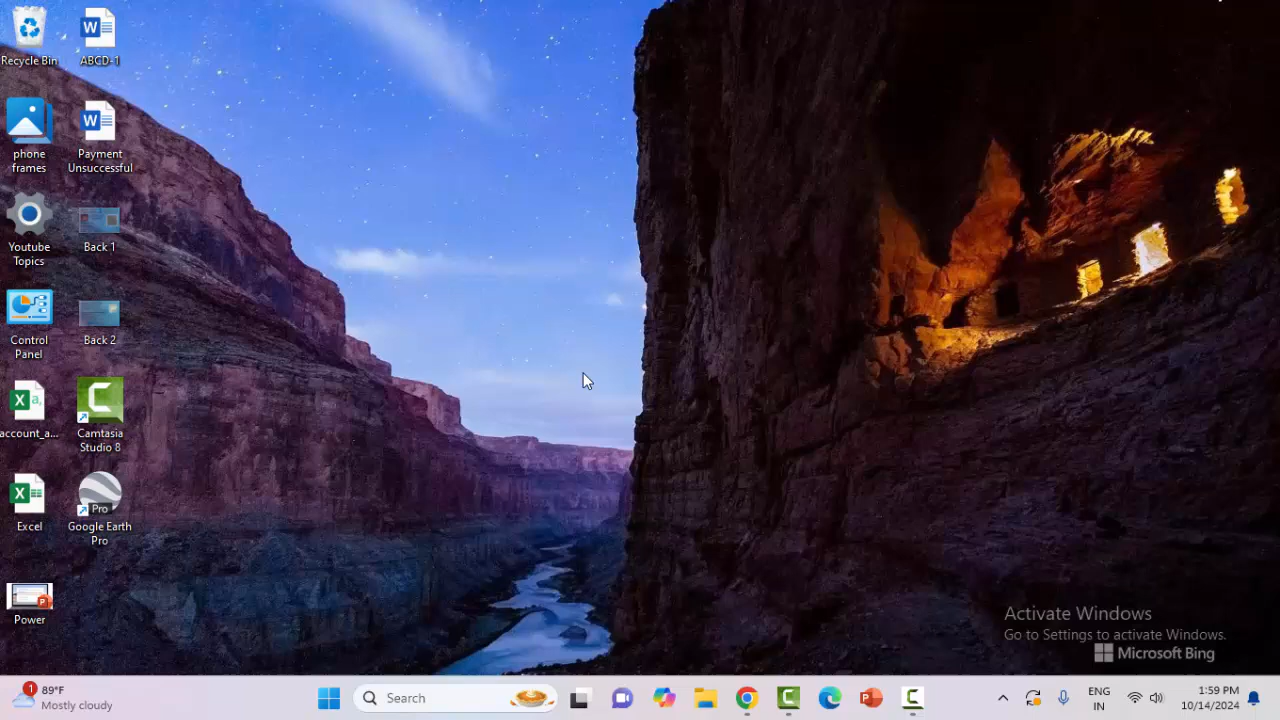 Recycle Bin
ABCD-1
phone
frames
Payment
Unsuccessful
Youtube
Topics
Back 1
Control
Panel
Back 2
account_a...
Camtasia
Studio 8
Excel
Pro
Google Earth
Pro
Power
Activate Windows
Go to Settings to activate Windows.
Microsoft Bing
1
89°F
Mostly cloudy
Search
ENG
IN
1:59 PM
10/14/2024